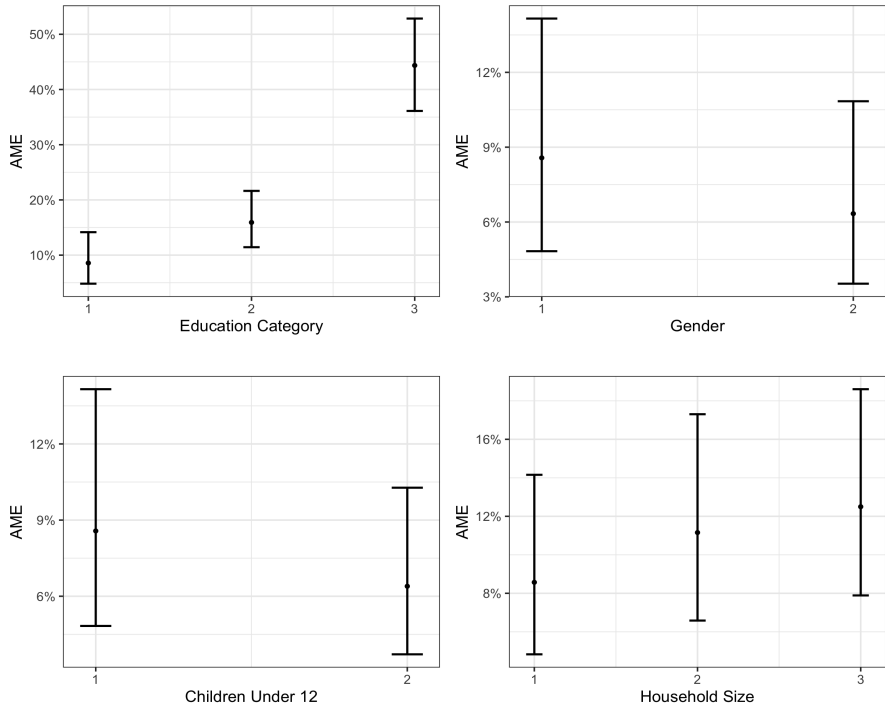 AME
50%
40%
30%
20%
10%
1 2 3
Education Category
AME
12%
9%
6%
3%
1 2
Gender
AME
12%
9%
6%
1 2
Children Under 12
AME
16%
12%
8%
1 2 3
Household Size